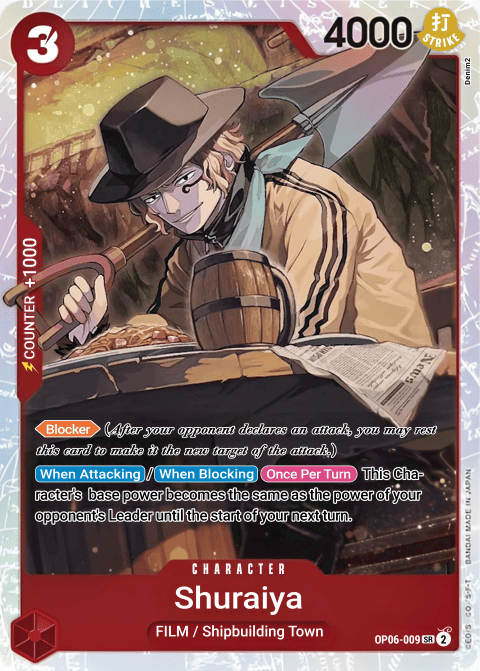 3
4000
打
STRIKE
Denim2
COUNTER +1000
News
Blocker (After your opponent declares an attack, you may rest
this card to make it the new target of the attack.)
When Attacking / When Blocking Once Per Turn This Cha-
racter's base power becomes the same as the power of your
opponent's Leader until the start of your next turn.
CHARACTER
Shuraiya
FILM / Shipbuilding Town
OP06-009 SR 2
BANDAI MADE IN JAPAN